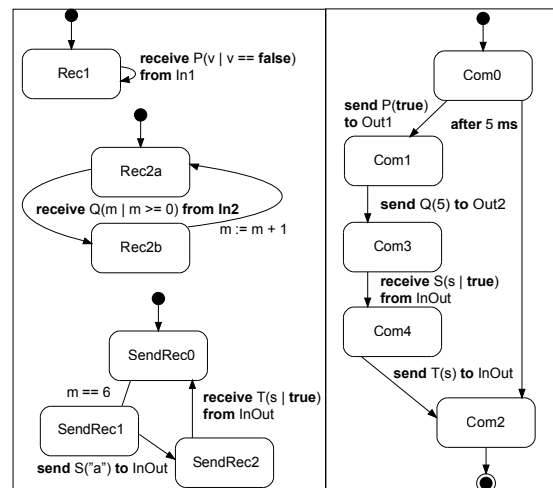 receive P(v | v == false)
from In1
Rec1
Rec2a
receive Q(m | m >= 0) from In2
Rec2b
m := m + 1
SendRec0
m == 6
receive T(s | true)
from InOut
SendRec1
SendRec2
send S("a") to InOut
Com0
send P(true)
to Out1
after 5 ms
Com1
send Q(5) to Out2
Com3
receive S(s | true)
from InOut
Com4
send T(s) to InOut
Com2